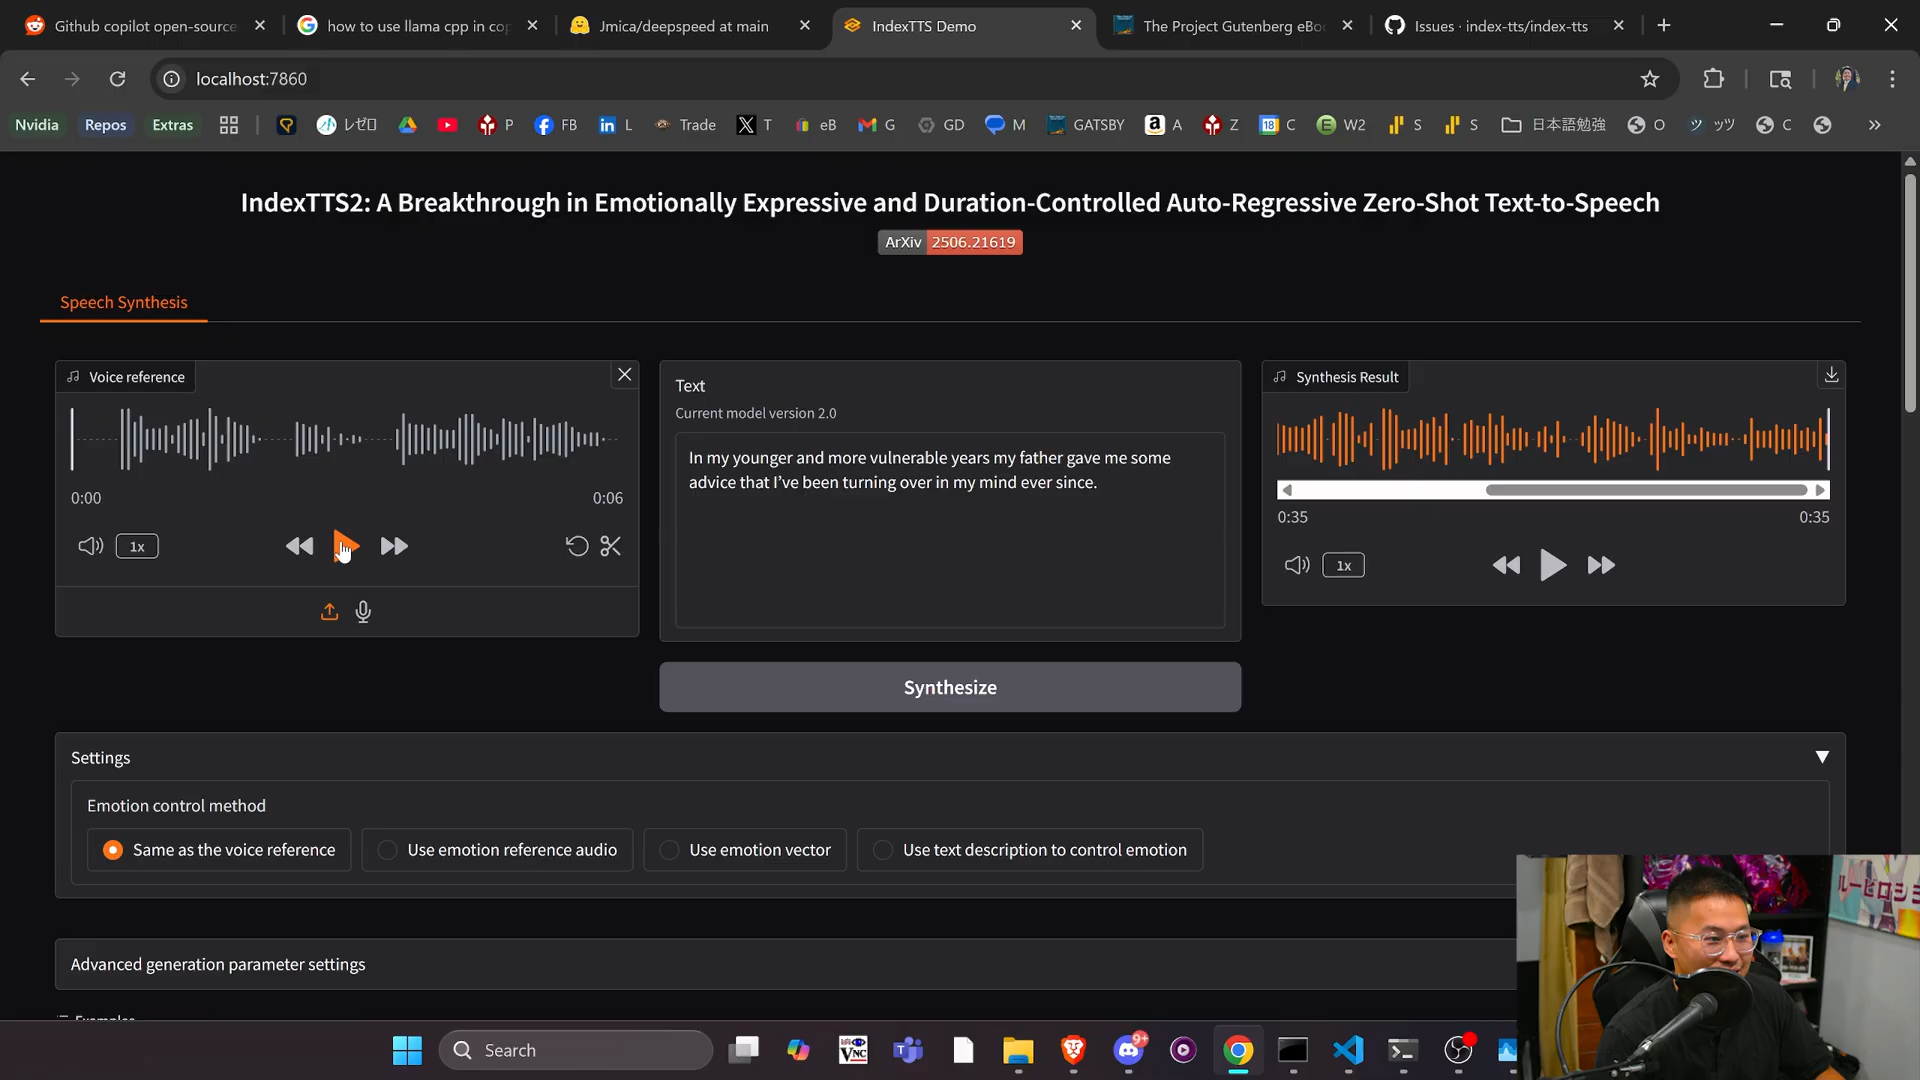 Github copilot open-source
how to use llama cpp in cop
Jmica/deepspeed at main
IndexTTS Demo
The Project Gutenberg eBo
Issues · index-tts/index-tts
localhost:7860
Nvidia
Repos
Extras
レゼロ
P
FB
L
Trade
T
eB
G
GD
M
GATSBY
A
Z
18
C
W2
S
S
日本語勉強
O
ッツ
C
IndexTTS2: A Breakthrough in Emotionally Expressive and Duration-Controlled Auto-Regressive Zero-Shot Text-to-Speech
ArXiv 2506.21619
Speech Synthesis
Voice reference
0:00
0:06
1x
Text
Current model version 2.0
In my younger and more vulnerable years my father gave me some
advice that I've been turning over in my mind ever since.
Synthesis Result
0:35
0:35
1x
Synthesize
Settings
Emotion control method
Same as the voice reference
Use emotion reference audio
Use emotion vector
Use text description to control emotion
Advanced generation parameter settings
Examples
Search
VNC
9+